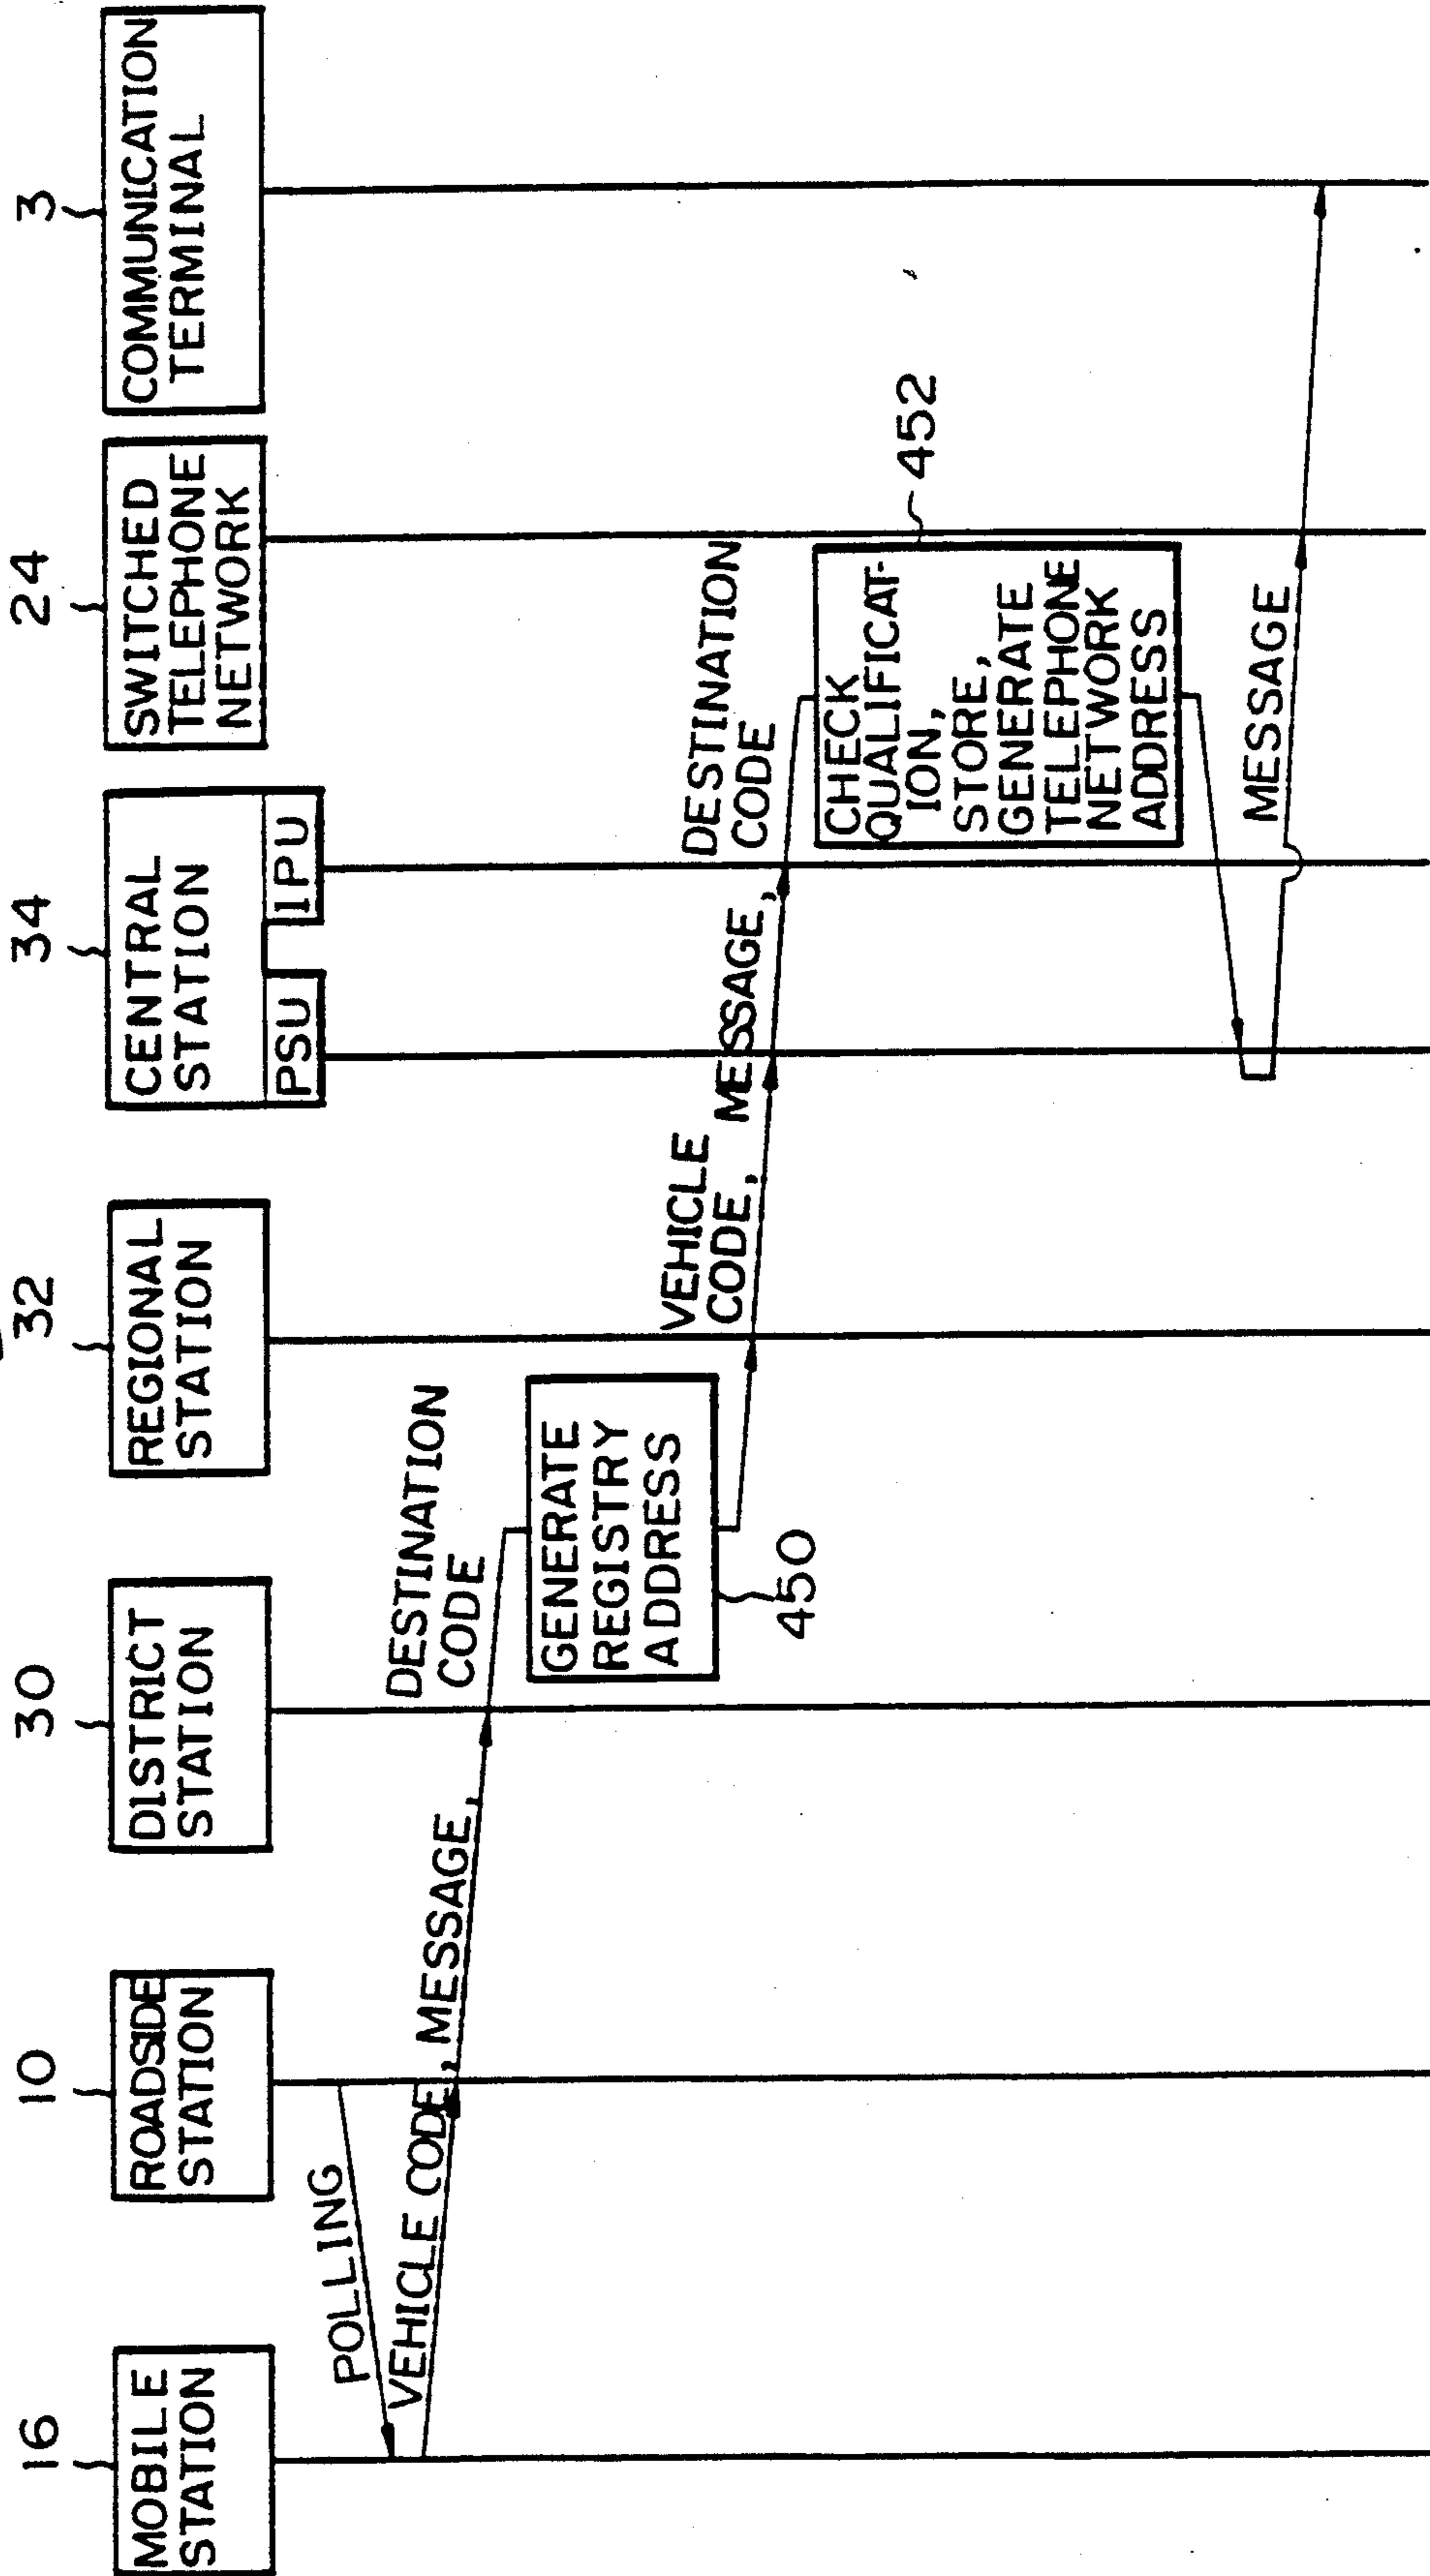 16
MOBILE
STATION
10
ROADSIDE
STATION
30
DISTRICT
STATION
32
REGIONAL
STATION
34
CENTRAL
STATION
PSU
IPU
24
SWITCHED
TELEPHONE
NETWORK
3
COMMUNICATION
TERMINAL
POLLING
VEHICLE CODE, MESSAGE,
DESTINATION
CODE
GENERATE
REGISTRY
ADDRESS
450
VEHICLE
CODE, MESSAGE,
DESTINATION
CODE
CHECK
QUALIFICAT-
ION,
STORE,
GENERATE
TELEPHONE
NETWORK
ADDRESS
452
MESSAGE